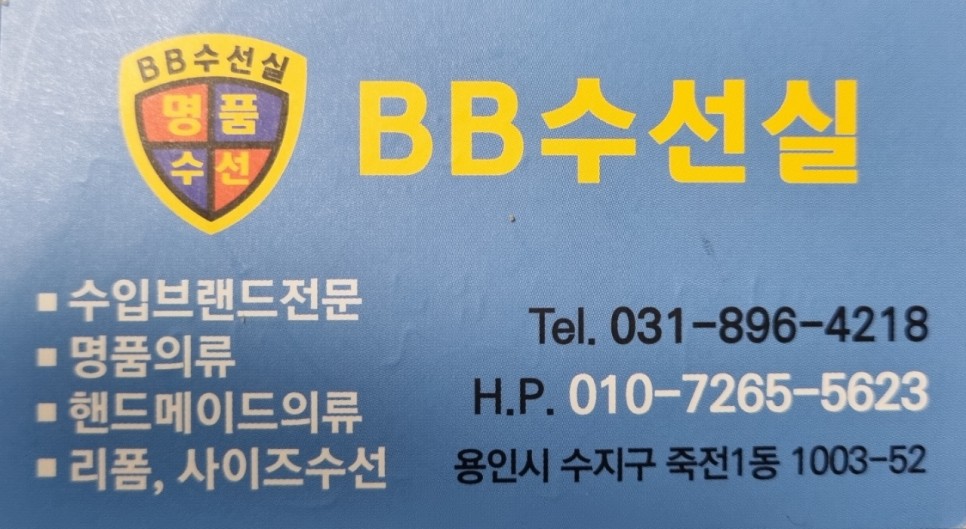 BB수선실
명품
수선
BB수선실
■ 수입브랜드전문
■ 명품의류
■ 핸드메이드의류
■ 리폼, 사이즈수선
Tel. 031-896-4218
H.P. 010-7265-5623
용인시 수지구 죽전1동 1003-52